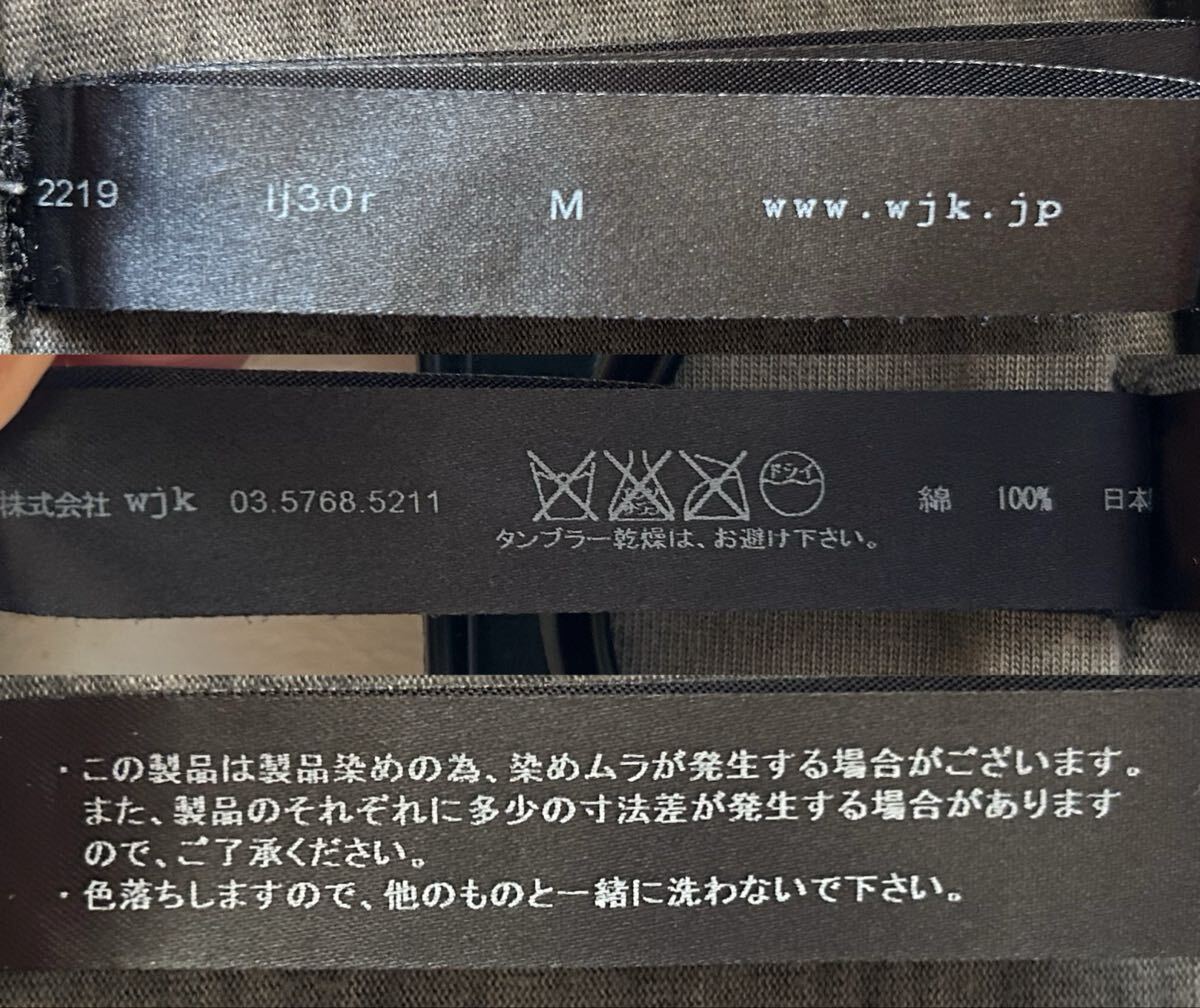 2219 lj3.0r M www.wjk.jp
株式会社 wjk 03.5768.5211 ドライ 綿 100% 日本
タンブラー乾燥は、お避け下さい。
・この製品は製品染めの為、染めムラが発生する場合がございます。
また、製品のそれぞれに多少の寸法差が発生する場合があります
ので、ご了承ください。
・色落ちしますので、他のものと一緒に洗わないで下さい。